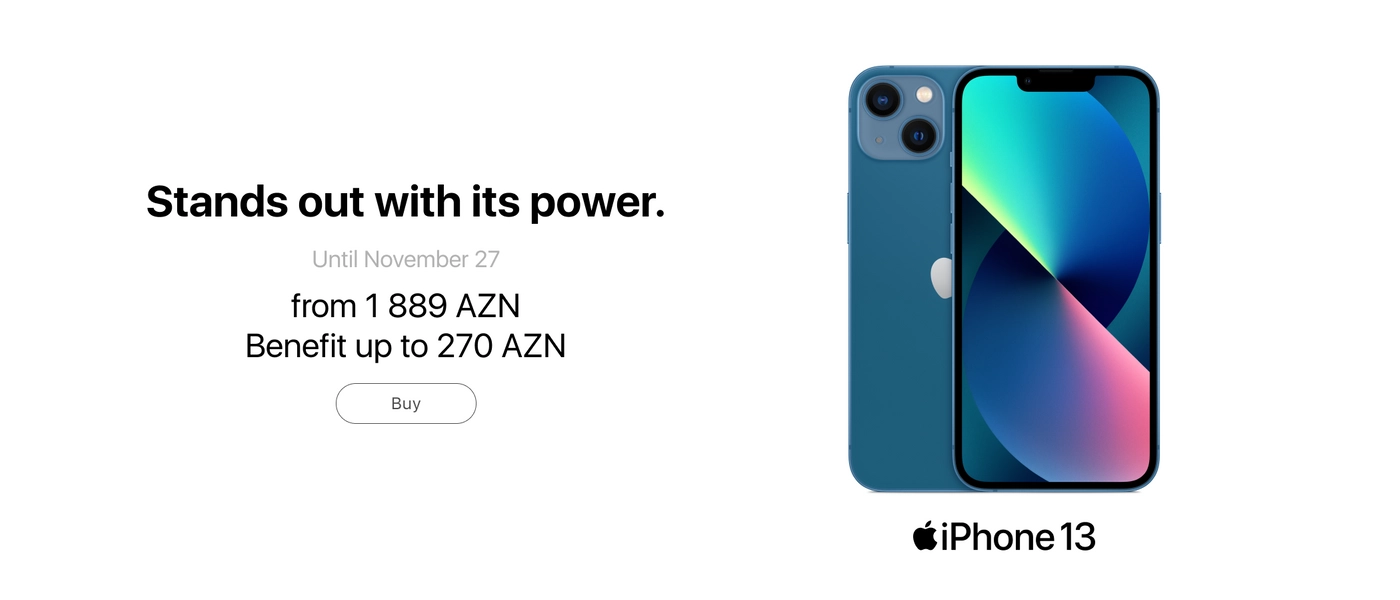 Stands out with its power.
Until November 27
from 1 889 AZN
Benefit up to 270 AZN
Buy
iPhone 13